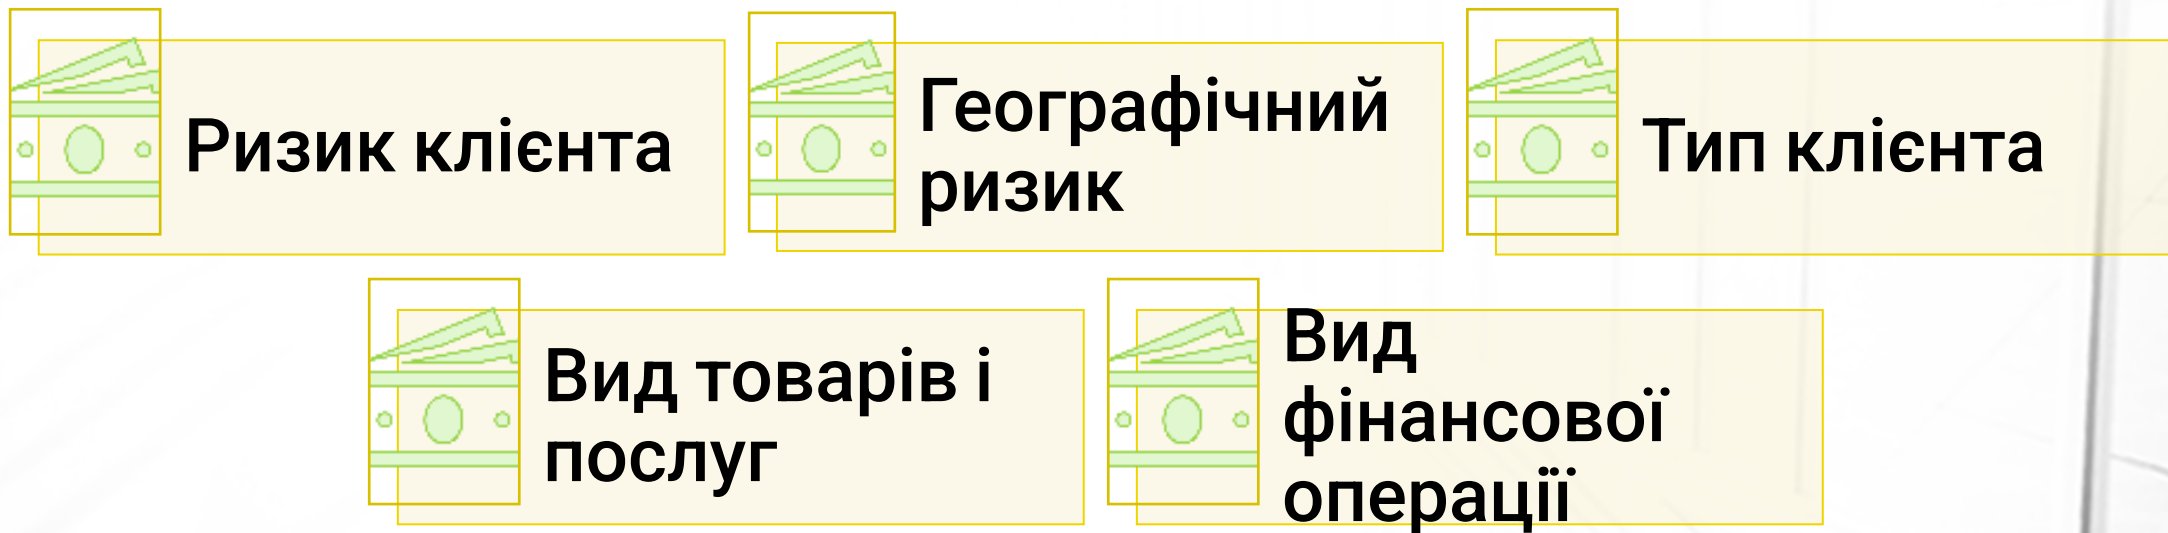 Ризик клієнта
Географічний
ризик
Тип клієнта
Вид товарів і
послуг
Вид
фінансової
операції